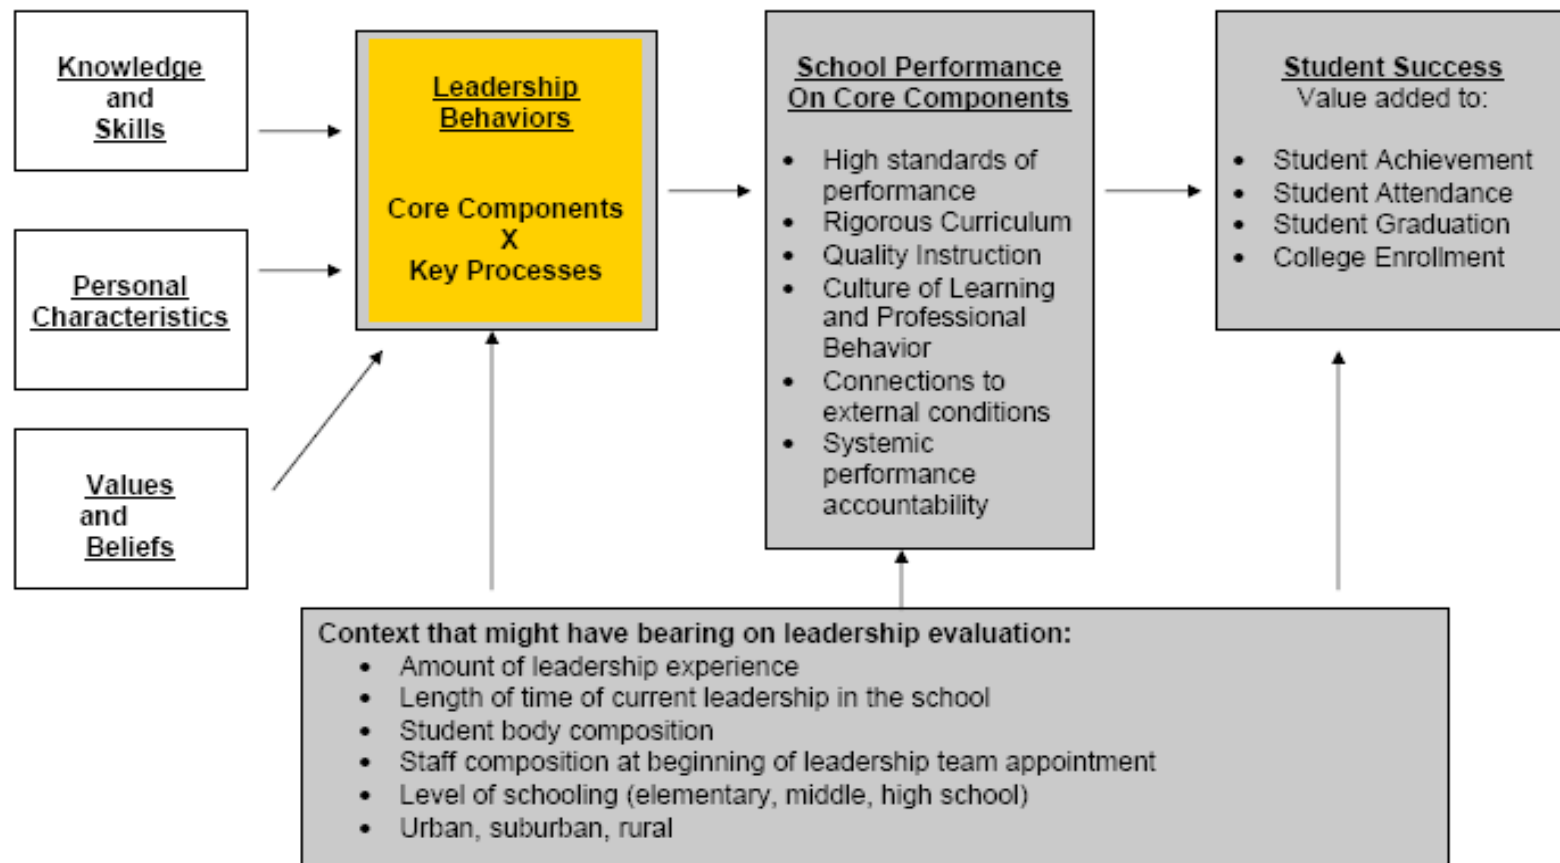 Knowledge
and
Skills
Personal
Characteristics
Values
and
Beliefs
Leadership
Behaviors
Core Components
X
Key Processes
School Performance
On Core Components
• High standards of
performance
• Rigorous Curriculum
• Quality Instruction
• Culture of Learning
and Professional
Behavior
• Connections to
external conditions
• Systemic
performance
accountability
Student Success
Value added to:
• Student Achievement
• Student Attendance
• Student Graduation
• College Enrollment
Context that might have bearing on leadership evaluation:
• Amount of leadership experience
• Length of time of current leadership in the school
• Student body composition
• Staff composition at beginning of leadership team appointment
• Level of schooling (elementary, middle, high school)
• Urban, suburban, rural